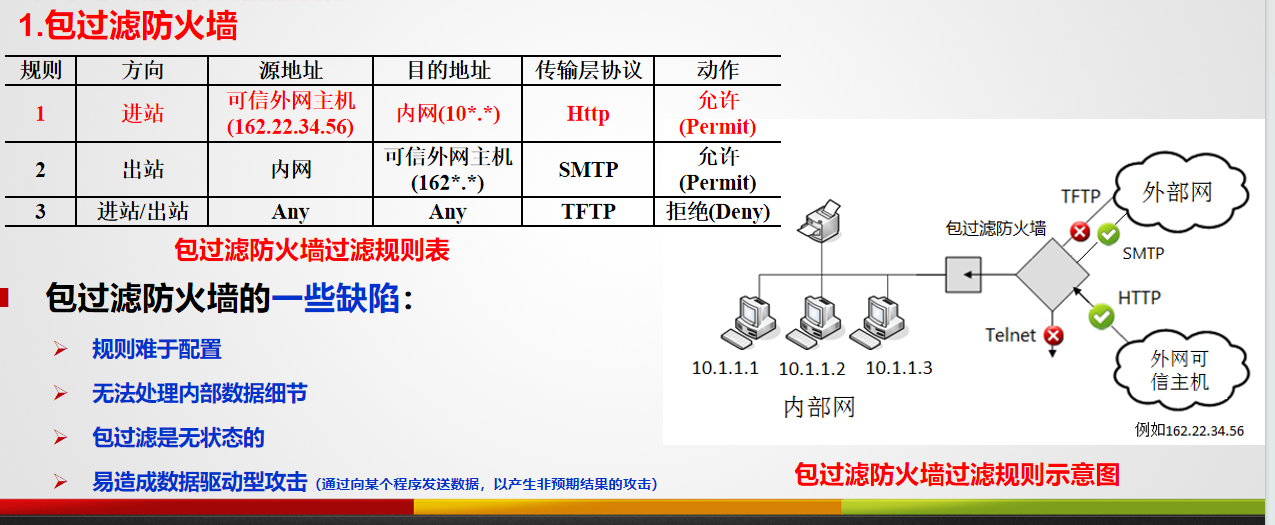 1.包过滤防火墙
规则 方向 源地址 目的地址 传输层协议 动作
1 进站 可信外网主机(162.22.34.56) 内网(10*.*) Http 允许(Permit)
2 出站 内网 可信外网主机(162*.*) SMTP 允许(Permit)
3 进站/出站 Any Any TFTP 拒绝(Deny)
包过滤防火墙过滤规则表
包过滤防火墙的一些缺陷：
规则难于配置
无法处理内部数据细节
包过滤是无状态的
易造成数据驱动型攻击（通过向某个程序发送数据，以产生非预期结果的攻击）
TFTP
外部网
包过滤防火墙
SMTP
HTTP
Telnet
外网可
信主机
10.1.1.1 10.1.1.2 10.1.1.3
内部网
例如162.22.34.56
包过滤防火墙过滤规则示意图